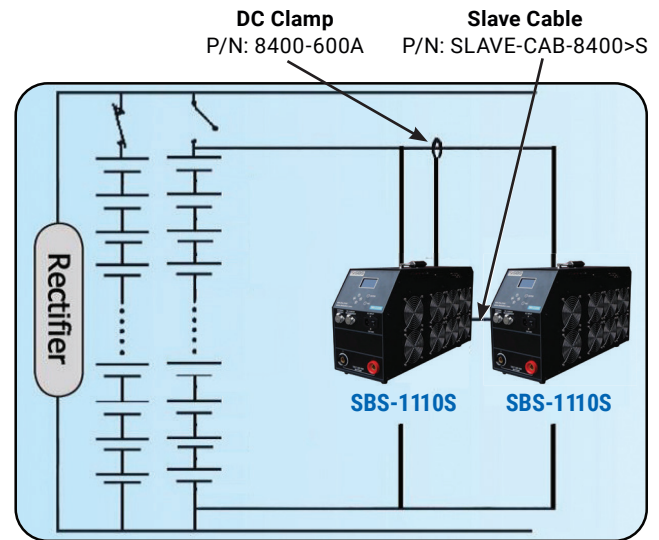 DC Clamp
P/N: 8400-600A
Slave Cable
P/N: SLAVE-CAB-8400>S
Rectifier
SBS-1110S
SBS-1110S